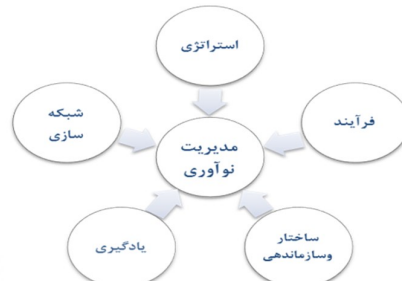 استراتژی
فرآیند
شبکه
سازی
مدیریت
نوآوری
ساختار
وسازماندهی
یادگیری